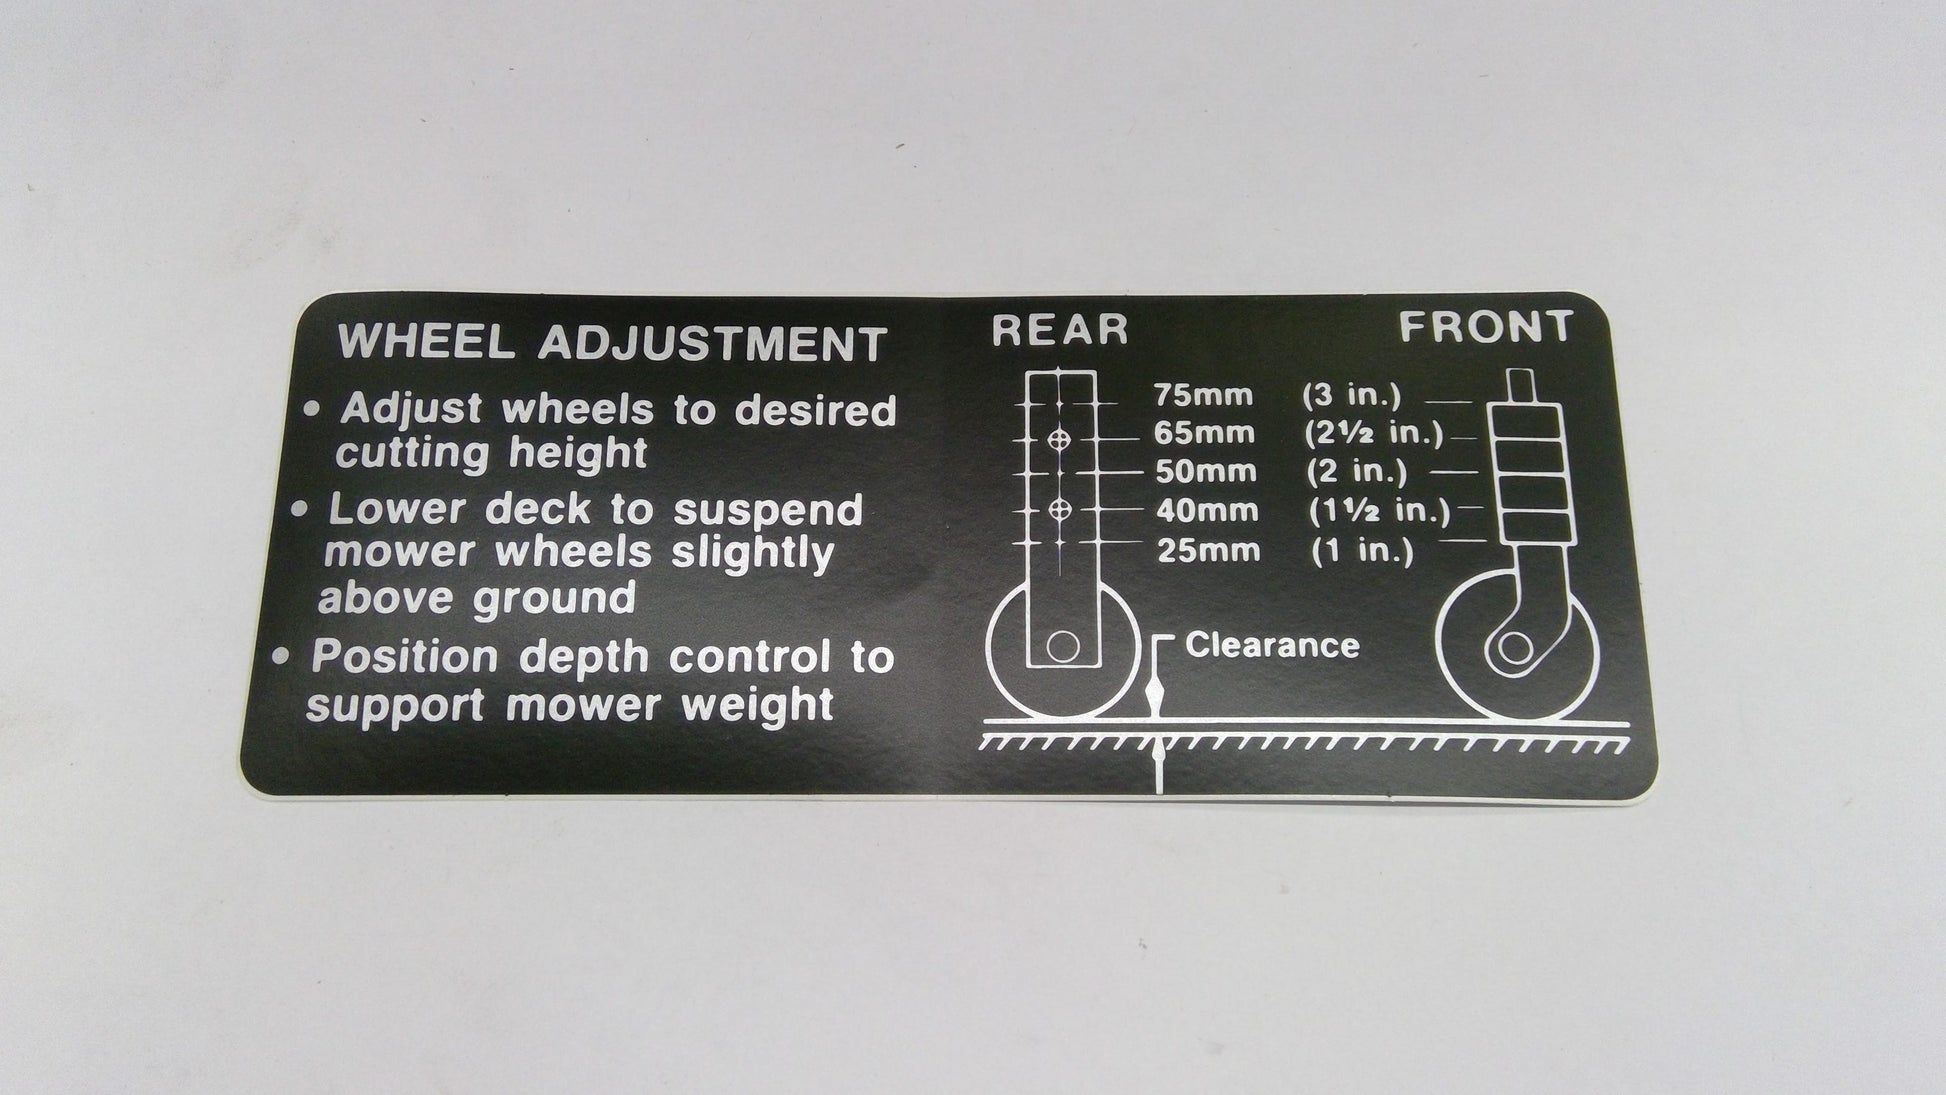 WHEEL ADJUSTMENT
• Adjust wheels to desired
cutting height
• Lower deck to suspend
mower wheels slightly
above ground
• Position depth control to
support mower weight
REAR FRONT
75mm (3 in.)
65mm (2½ in.)
50mm (2 in.)
40mm (1½ in.)
25mm (1 in.)
Clearance